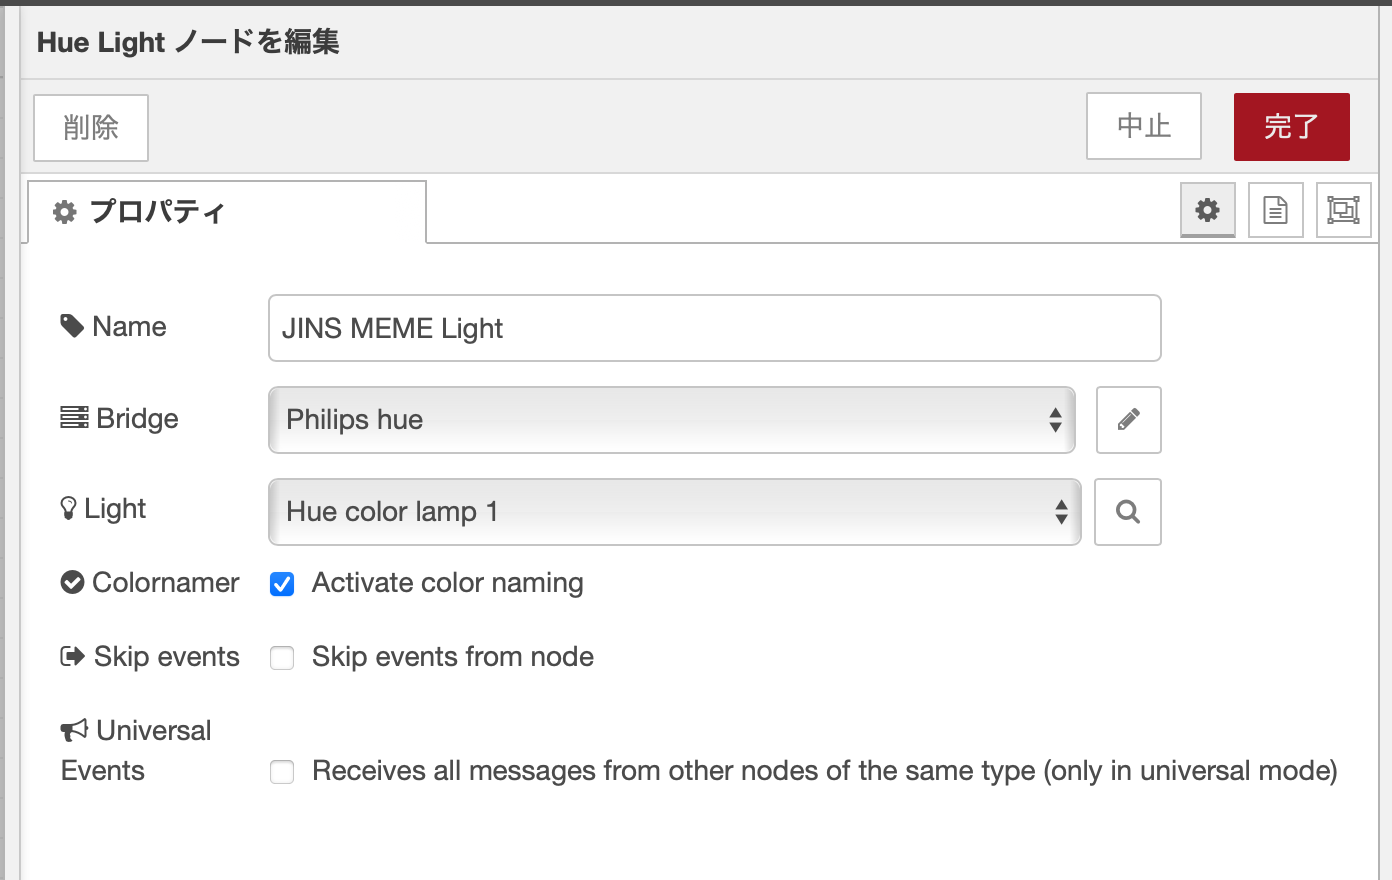 Hue Light ノードを編集
削除
中止
完了
プロパティ
Name
JINS MEME Light
Bridge
Philips hue
Light
Hue color lamp 1
Colornamer
Activate color naming
Skip events
Skip events from node
Universal
Events
Receives all messages from other nodes of the same type (only in universal mode)